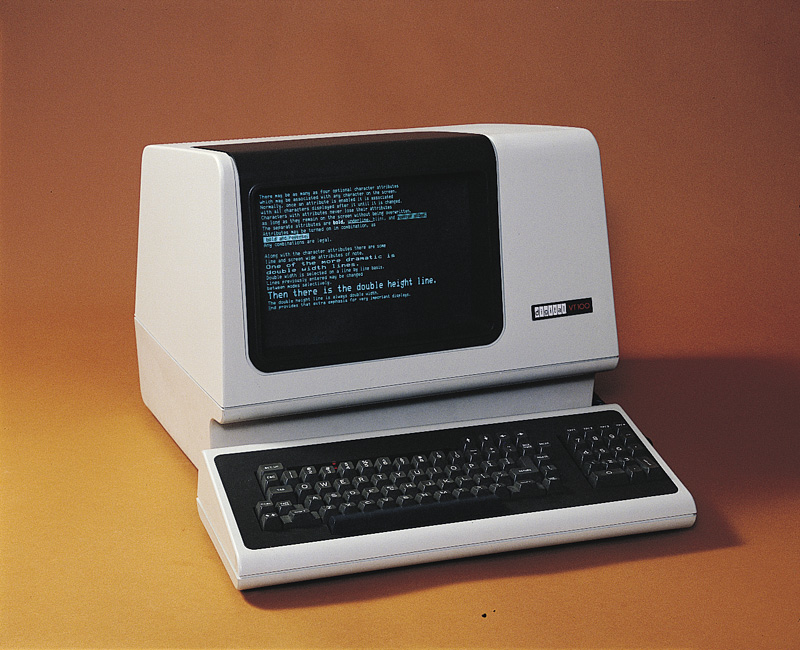 There may be as many as four optional character attributes
which may be associated with any character on the screen.
Normally, once an attribute is enabled it is associated
with all characters displayed after it until it is changed.
Characters with attributes never lose their attributes
as long as they remain on the screen without being overwritten.
The separate attributes are bold, underline, blink, and
Attributes may be turned on in combination, as
bold and reversed
Any combinations are legal.
Along with the character attributes there are some
line and screen wide attributes of note.
One of the more dramatic is
double width lines.
Double width is selected on a line by line basis.
Lines previously entered may be changed
between modes selectively.
Then there is the double height line.
The double height line is always double width.
and provides that extra emphasis for very important displays.
digital VT100
Q W E R T Y U I O P
A S D F G H J K L
Z X C V B N M